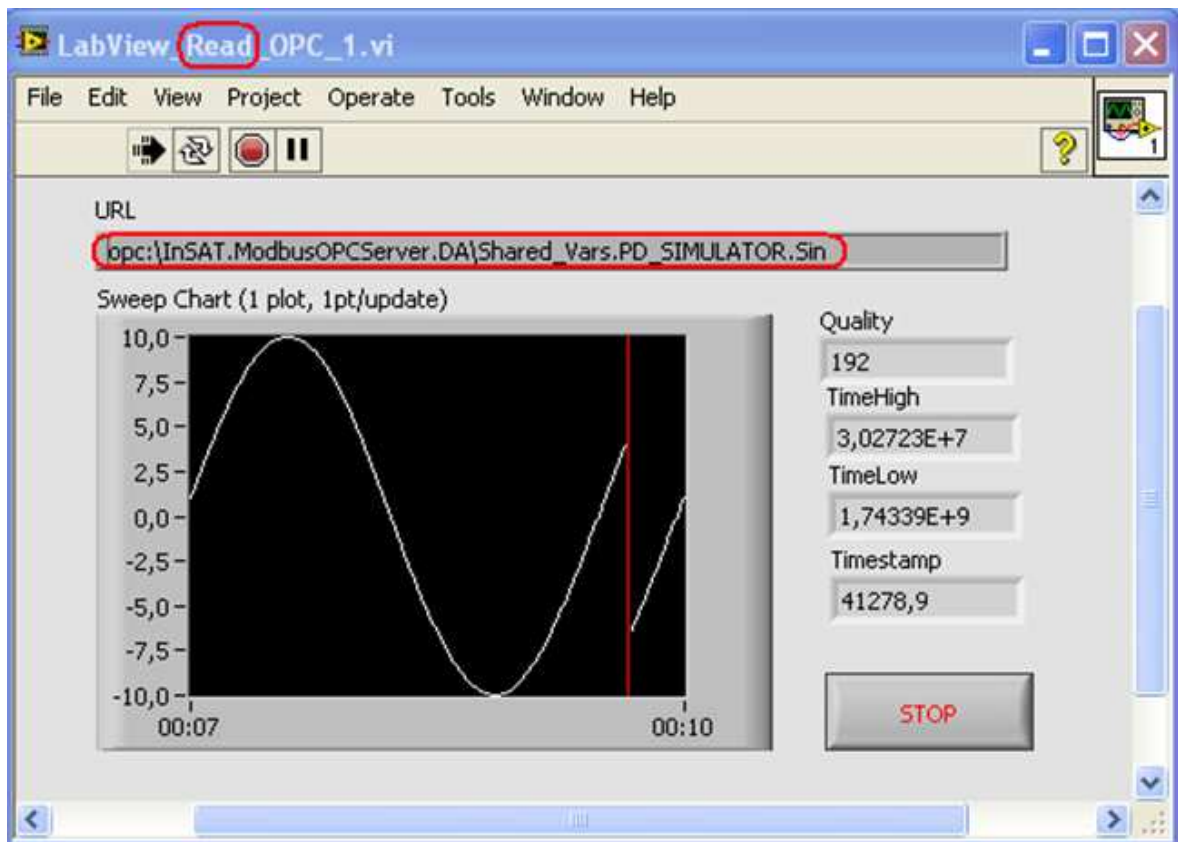 LabView_Read_OPC_1.vi
File Edit View Project Operate Tools Window Help
1
URL
opc:\InSAT.ModbusOPCServer.DA\Shared_Vars.PD_SIMULATOR.Sin
Sweep Chart (1 plot, 1pt/update)
10,0
7,5
5,0
2,5
0,0
-2,5
-5,0
-7,5
-10,0
00:07 00:10
Quality
192
TimeHigh
3,02723E+7
TimeLow
1,74339E+9
Timestamp
41278,9
STOP